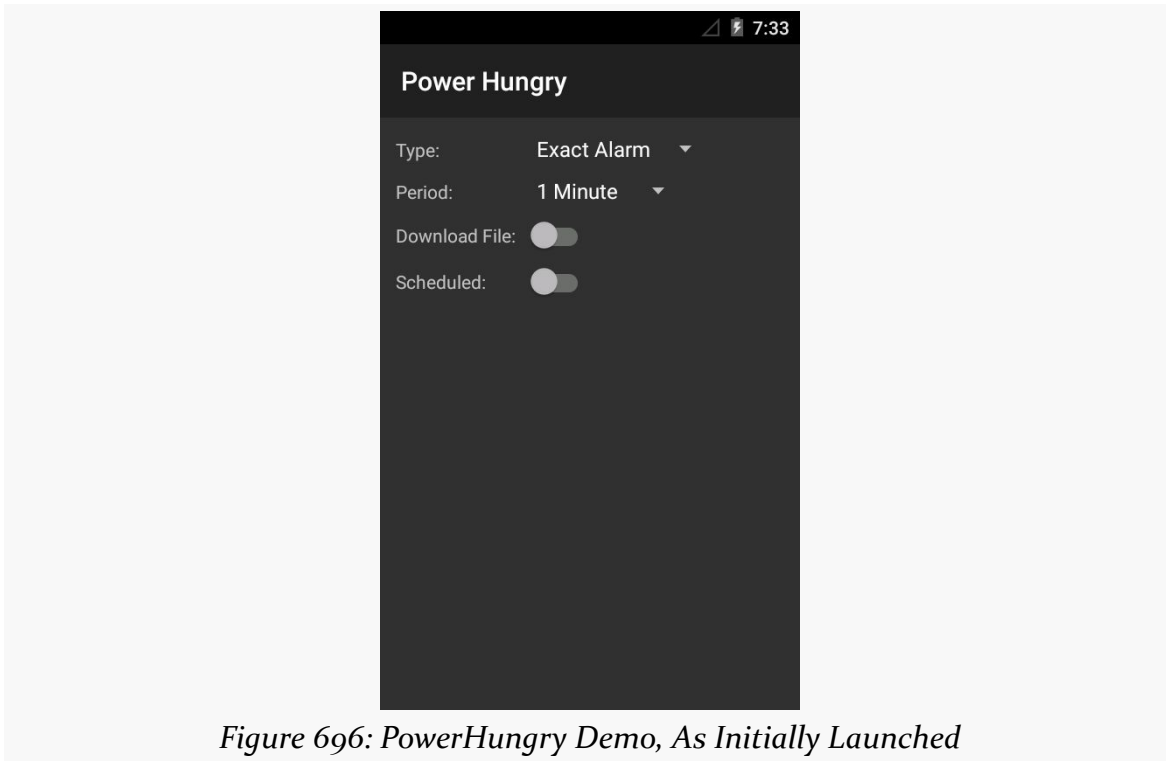 7:33
Power Hungry
Type: Exact Alarm
Period: 1 Minute
Download File:
Scheduled:
Figure 696: PowerHungry Demo, As Initially Launched